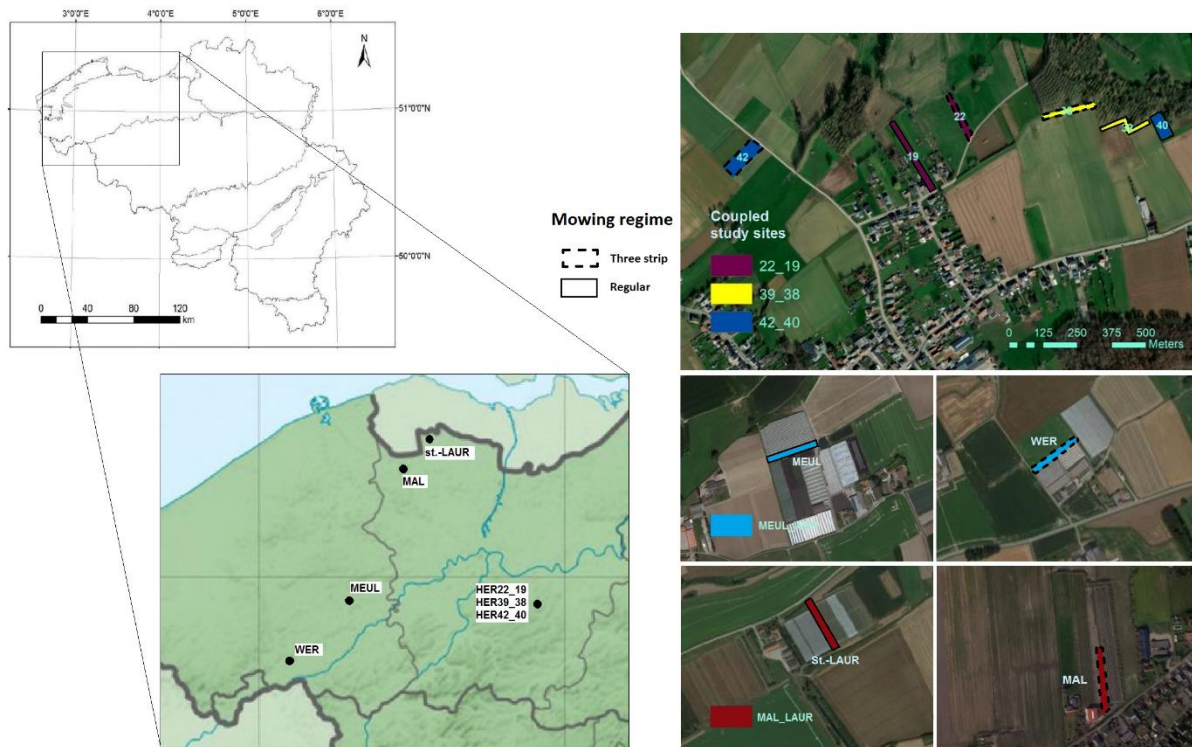 3°0'0"E 4°0'0"E 5°0'0"E 6°0'0"E
N
51°0'0"N
50°0'0"N
0 40 80 120
km
Mowing regime
Three strip
Regular
st.-LAUR
MAL
MEUL
HER22_19
HER39_38
HER42_40
WER
22
40
42
19
Coupled
study sites
22_19
39_38
42_40
0 125 250 375 500
Meters
MEUL
MEUL
WER
St.-LAUR
MAL_LAUR
MAL